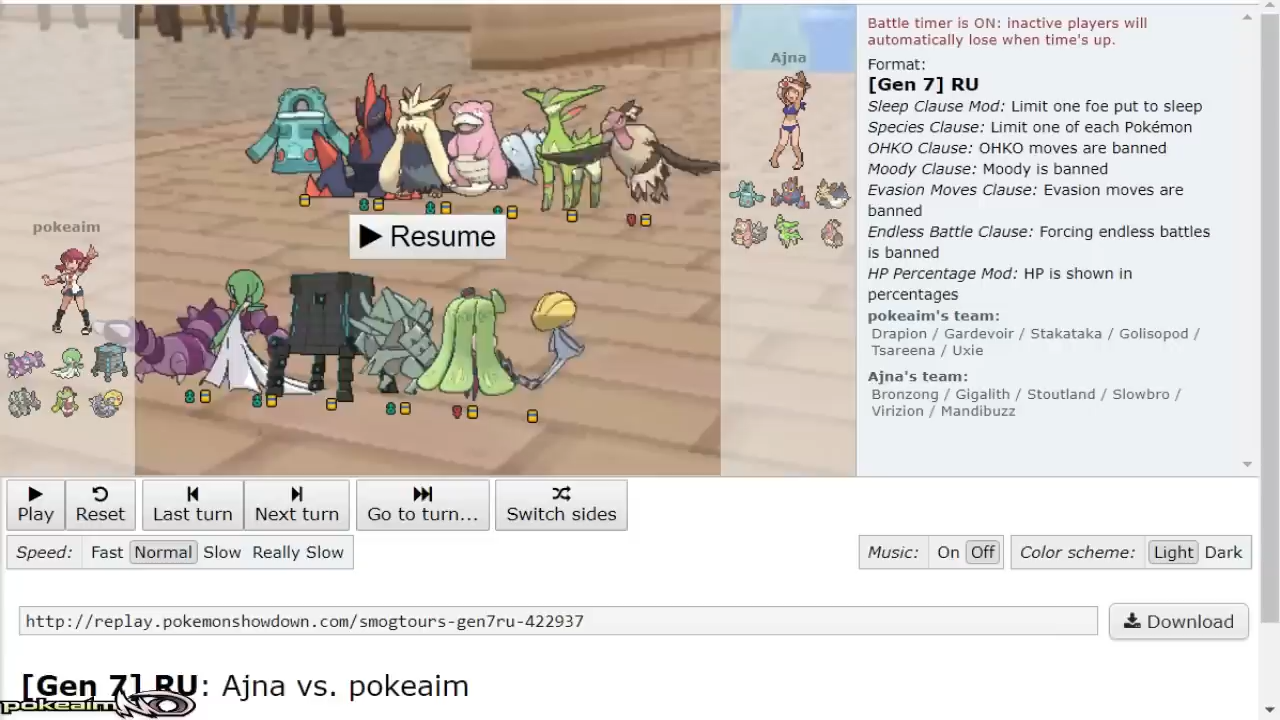 Battle timer is ON: inactive players will
automatically lose when time's up.
Format:
[Gen 7] RU
Sleep Clause Mod: Limit one foe put to sleep
Species Clause: Limit one of each Pokémon
OHKO Clause: OHKO moves are banned
Moody Clause: Moody is banned
Evasion Moves Clause: Evasion moves are
banned
Endless Battle Clause: Forcing endless battles
is banned
HP Percentage Mod: HP is shown in
percentages
pokeaim's team:
Drapion / Gardevoir / Stakataka / Golisopod /
Tsareena / Uxie
Ajna's team:
Bronzong / Gigalith / Stoutland / Slowbro /
Virizion / Mandibuzz
Ajna
pokeaim
Resume
Play
Reset
Last turn
Next turn
Go to turn...
Switch sides
Speed: Fast Normal Slow Really Slow
Music: On Off
Color scheme: Light Dark
http://replay.pokemonshowdown.com/smogtours-gen7ru-422937
Download
[Gen 7] RU: Ajna vs. pokeaim
pokeaimMD